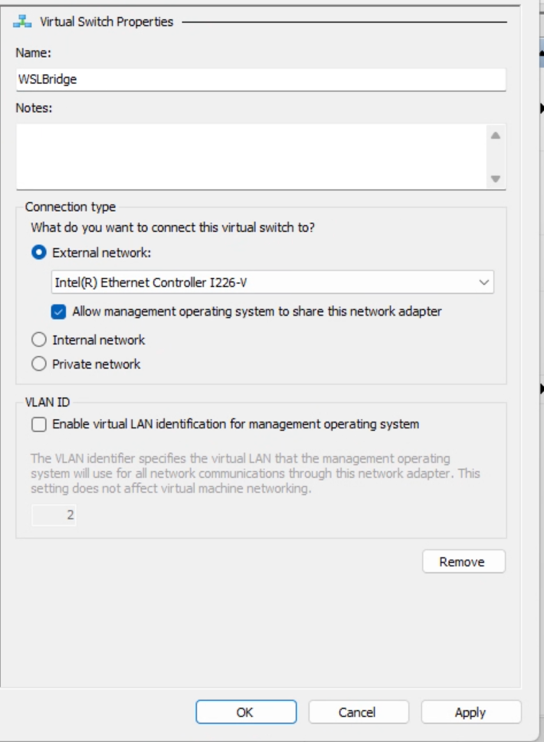 Virtual Switch Properties
Name:
WSLBridge
Notes:
Connection type
What do you want to connect this virtual switch to?
External network:
Intel(R) Ethernet Controller I226-V
Allow management operating system to share this network adapter
Internal network
Private network
VLAN ID
Enable virtual LAN identification for management operating system
The VLAN identifier specifies the virtual LAN that the management operating
system will use for all network communications through this network adapter. This
setting does not affect virtual machine networking.
2
Remove
OK
Cancel
Apply